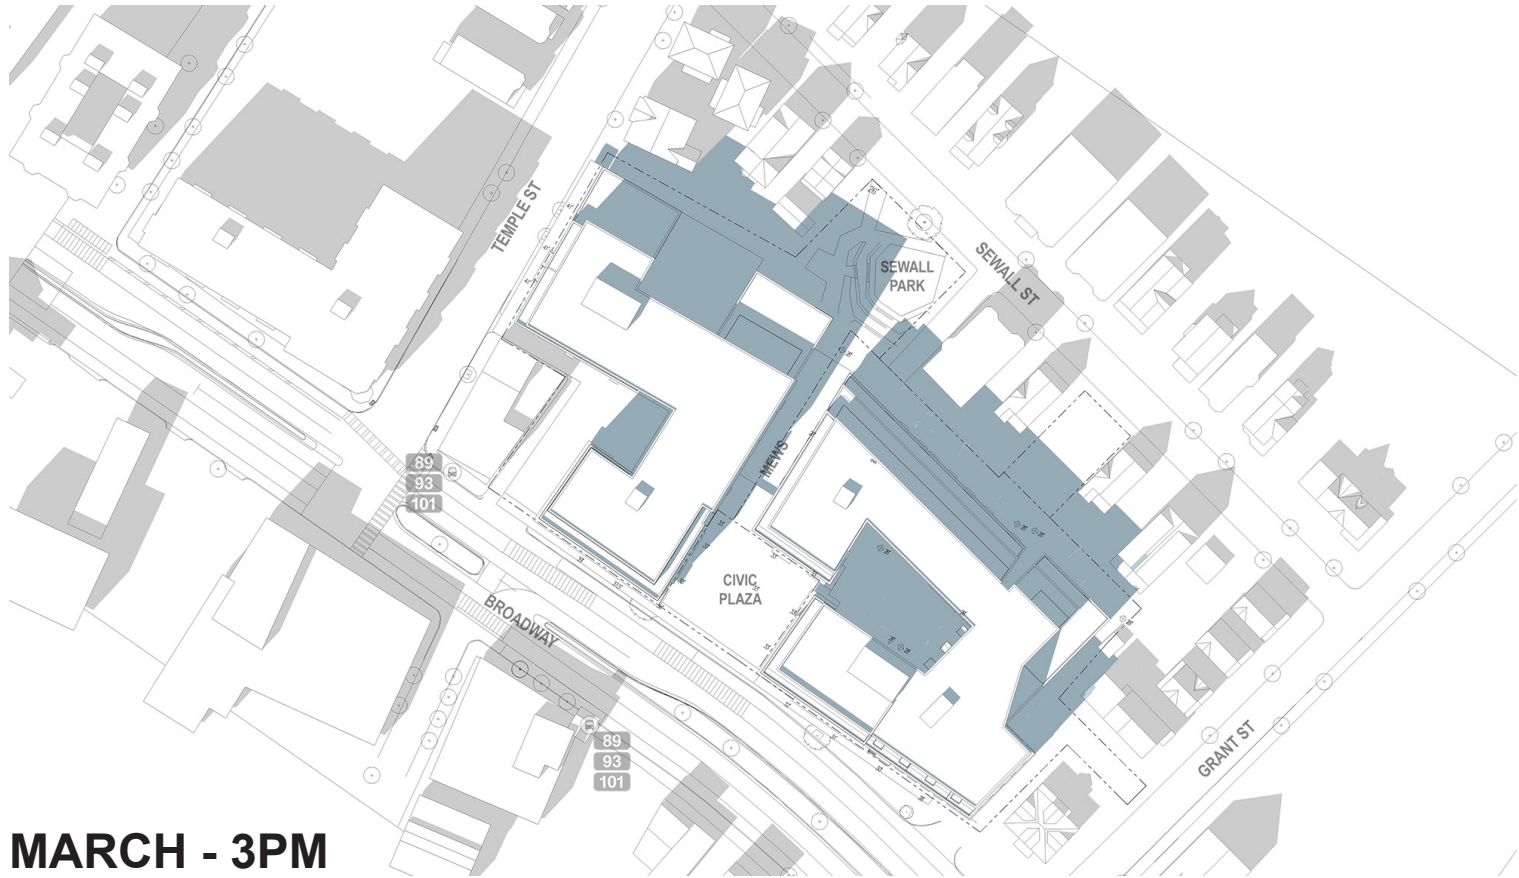 TEMPLE ST
SEWALL ST
SEWALL
PARK
MEWS
89
93
101
CIVIC
PLAZA
BROADWAY
89
93
101
GRANT ST
MARCH - 3PM